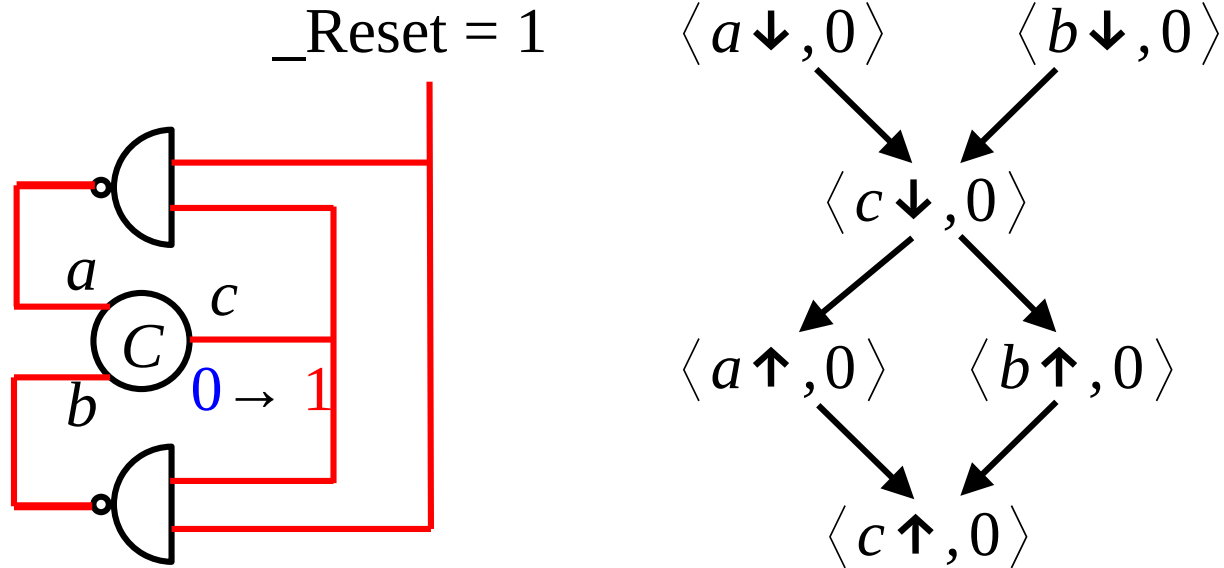 _Reset = 1
a
c
C
0 → 1
b
〈a↓,0〉 〈b↓,0〉
〈c↓,0〉
〈a↑,0〉 〈b↑,0〉
〈c↑,0〉